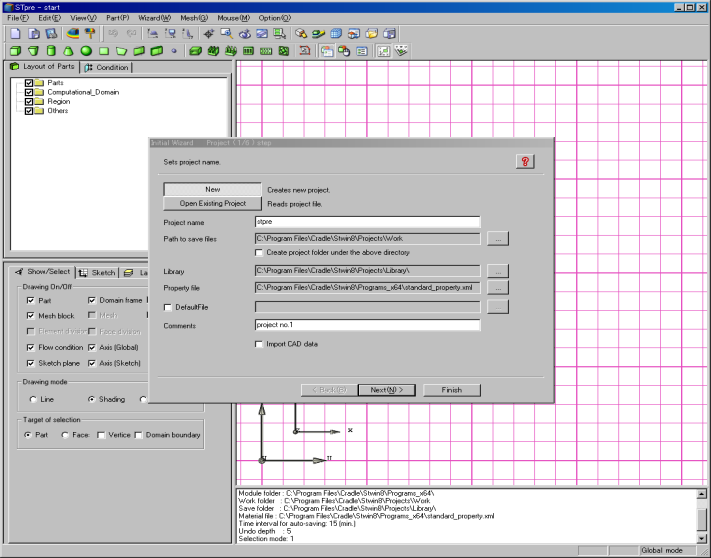 STpre - start
File(F) Edit(E) View(V) Part(P) Wizard(W) Mesh(G) Mouse(M) Option(O)
Layout of Parts Condition
Parts
Computational_Domain
Region
Others
Initial Wizard Project ( 1/6 ) step
Sets project name.
New Creates new project.
Open Existing Project Reads project file.
Project name stpre
Path to save files C:\Program Files\Cradle\Stwin8\Projects\Work ...
Create project folder under the above directory
Library C:\Program Files\Cradle\Stwin8\Projects\Library\ ...
Property file C:\Program Files\Cradle\Stwin8\Programs_x64\standard_property.xml ...
DefaultFile ...
Comments project no.1
Import CAD data
< Back (B) Next(N) > Finish
Show/Select Sketch La
Drawing On/Off
Part Domain frame
Mesh block Mesh
Element division Face division
Flow condition Axis (Global)
Sketch plane Axis (Sketch)
Drawing mode
Line Shading
Target of selection
Part Face: Vertice Domain boundary
x
Module folder : C:\Program Files\Cradle\Stwin8\Programs_x64\
Work folder : C:\Program Files\Cradle\Stwin8\Projects\Work
Save folder : C:\Program Files\Cradle\Stwin8\Projects\Library\
Material file : C:\Program Files\Cradle\Stwin8\Programs_x64\standard_property.xml
Time interval for auto-saving: 15 (min.)
Undo depth : 5
Selection mode: 1
Global mode